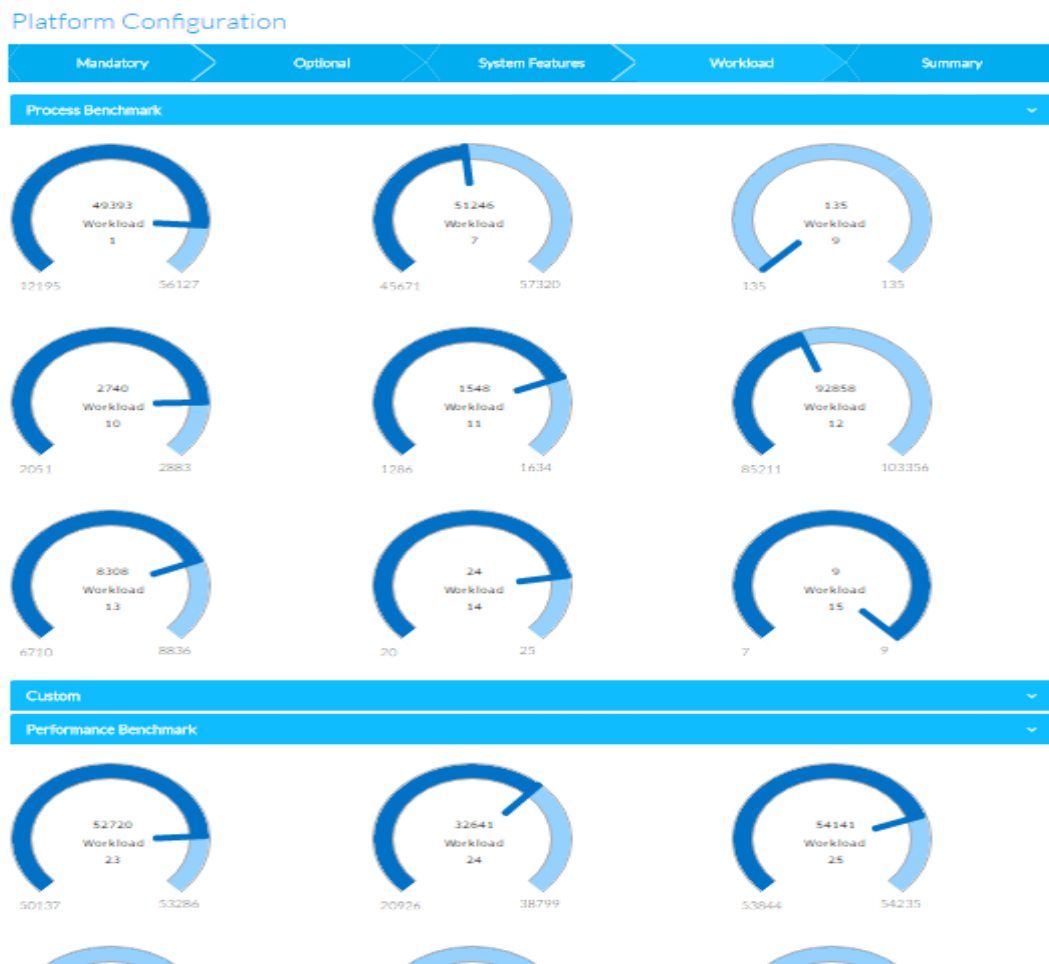 Platform Configuration
Mandatory Optional System Features Workload Summary
Process Benchmark
49393
Workload
1
12195 56127
51246
Workload
7
45671 57320
135
Workload
9
135 135
2740
Workload
10
2051 2883
1548
Workload
11
1286 1634
92858
Workload
12
85211 103356
8308
Workload
13
6710 8836
24
Workload
14
20 25
9
Workload
15
7 9
Custom
Performance Benchmark
52720
Workload
23
50137 53286
32641
Workload
24
20926 38799
54141
Workload
25
53844 54235